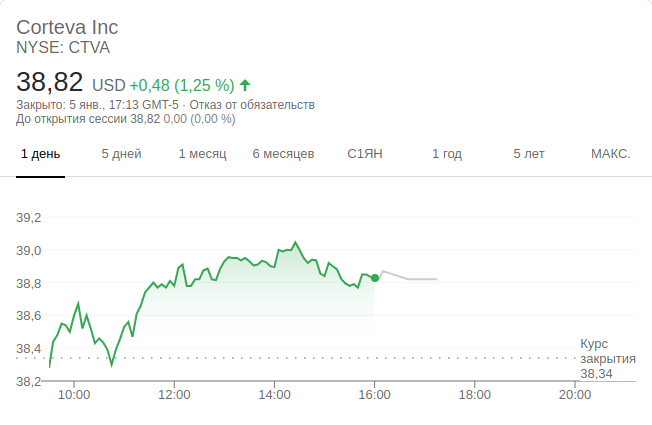 Corteva Inc
NYSE: CTVA
38,82 USD +0,48 (1,25 %)
Закрыто: 5 янв., 17:13 GMT-5 · Отказ от обязательств
До открытия сессии 38,82 0,00 (0,00 %)
1 день 5 дней 1 месяц 6 месяцев С1ЯН 1 год 5 лет МАКС.
39,2
39,0
38,8
38,6
38,4
38,2
Курс
закрытия
38,34
10:00 12:00 14:00 16:00 18:00 20:00